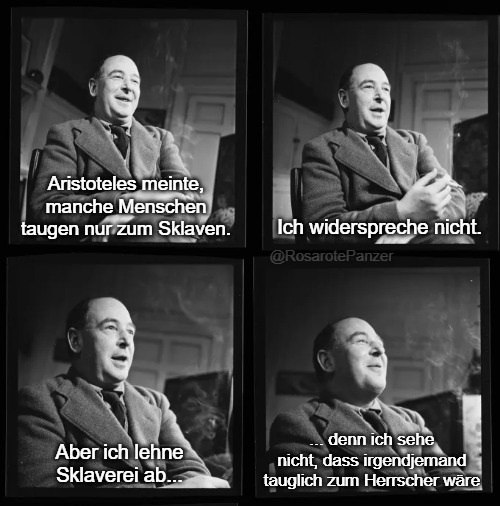 Aristoteles meinte,
manche Menschen
taugen nur zum Sklaven.
Ich widerspreche nicht.
@RosarotePanzer
Aber ich lehne
Sklaverei ab...
... denn ich sehe
nicht, dass irgendjemand
tauglich zum Herrscher wäre